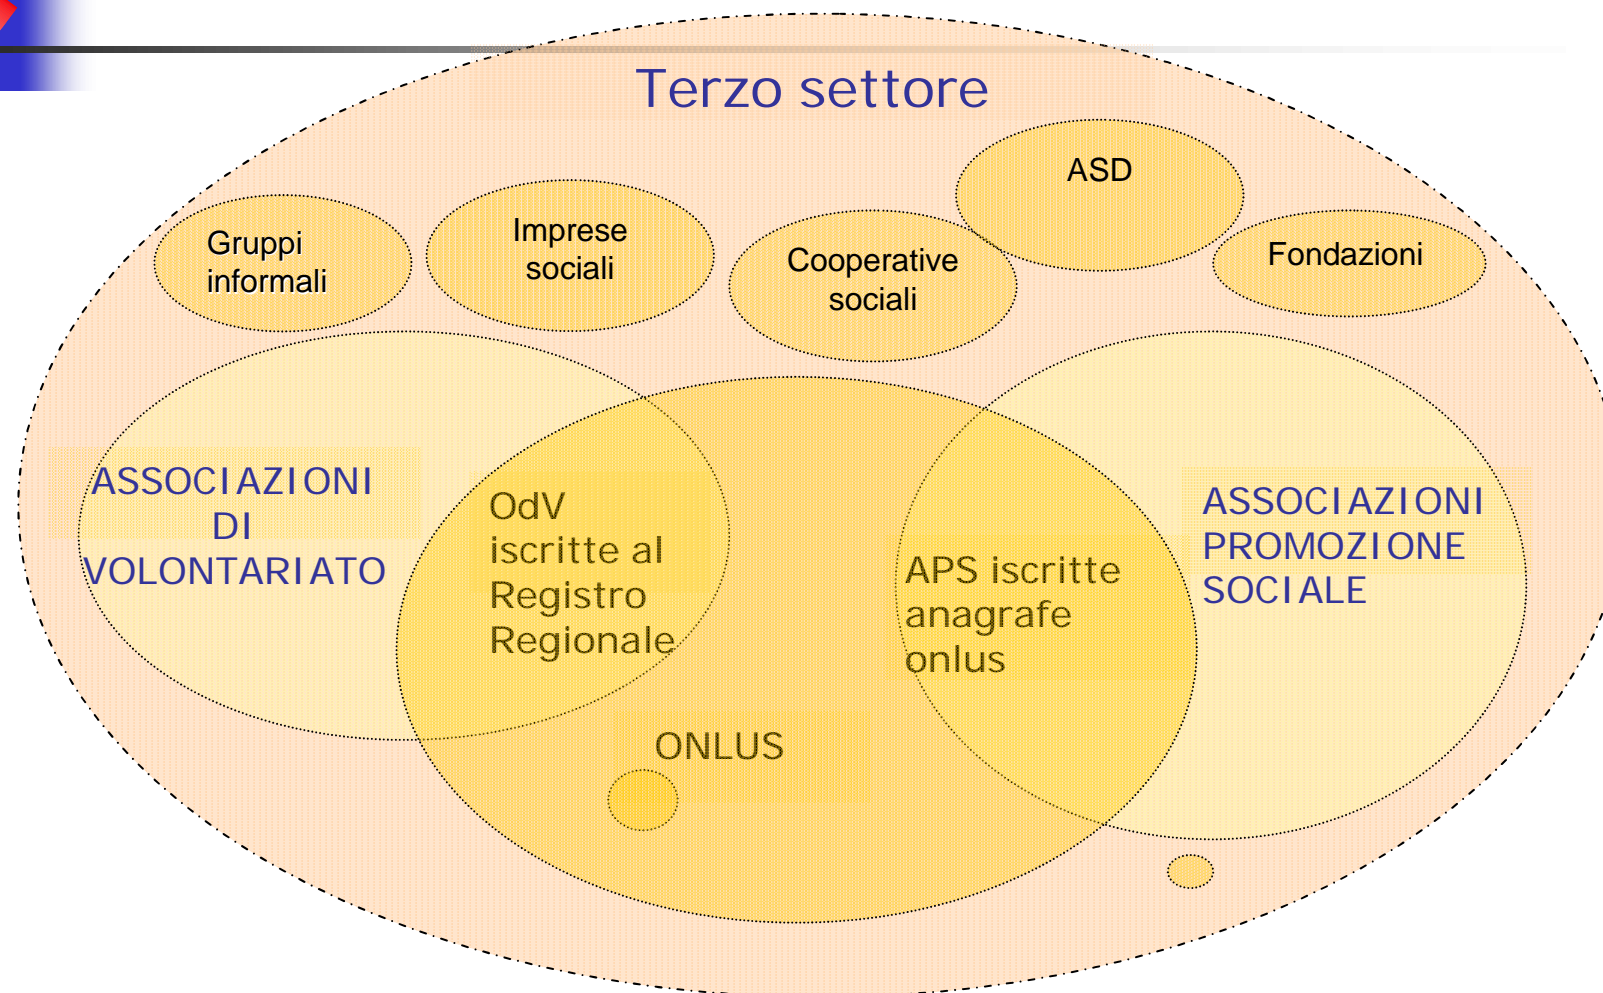 Terzo settore
ASD
Gruppi
informali
Imprese
sociali
Cooperative
sociali
Fondazioni
ASSOCIAZIONI
DI
VOLONTARIATO
OdV
iscritte al
Registro
Regionale
APS iscritte
anagrafe
onlus
ASSOCIAZIONI
PROMOZIONE
SOCIALE
ONLUS